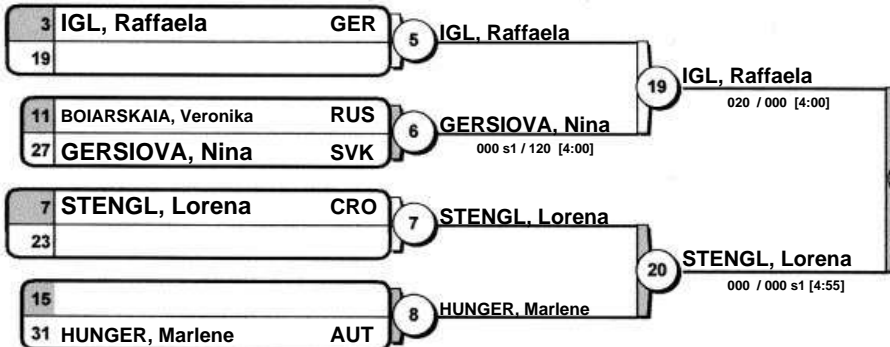 3 IGL, Raffaela GER
19
5 IGL, Raffaela
11 BOIARSKAIA, Veronika RUS
27 GERSIOVA, Nina SVK
6 GERSIOVA, Nina
000 s1 / 120 [4:00]
19 IGL, Raffaela
020 / 000 [4:00]
7 STENGL, Lorena CRO
23
7 STENGL, Lorena
15
31 HUNGER, Marlene AUT
8 HUNGER, Marlene
20 STENGL, Lorena
000 / 000 s1 [4:55]